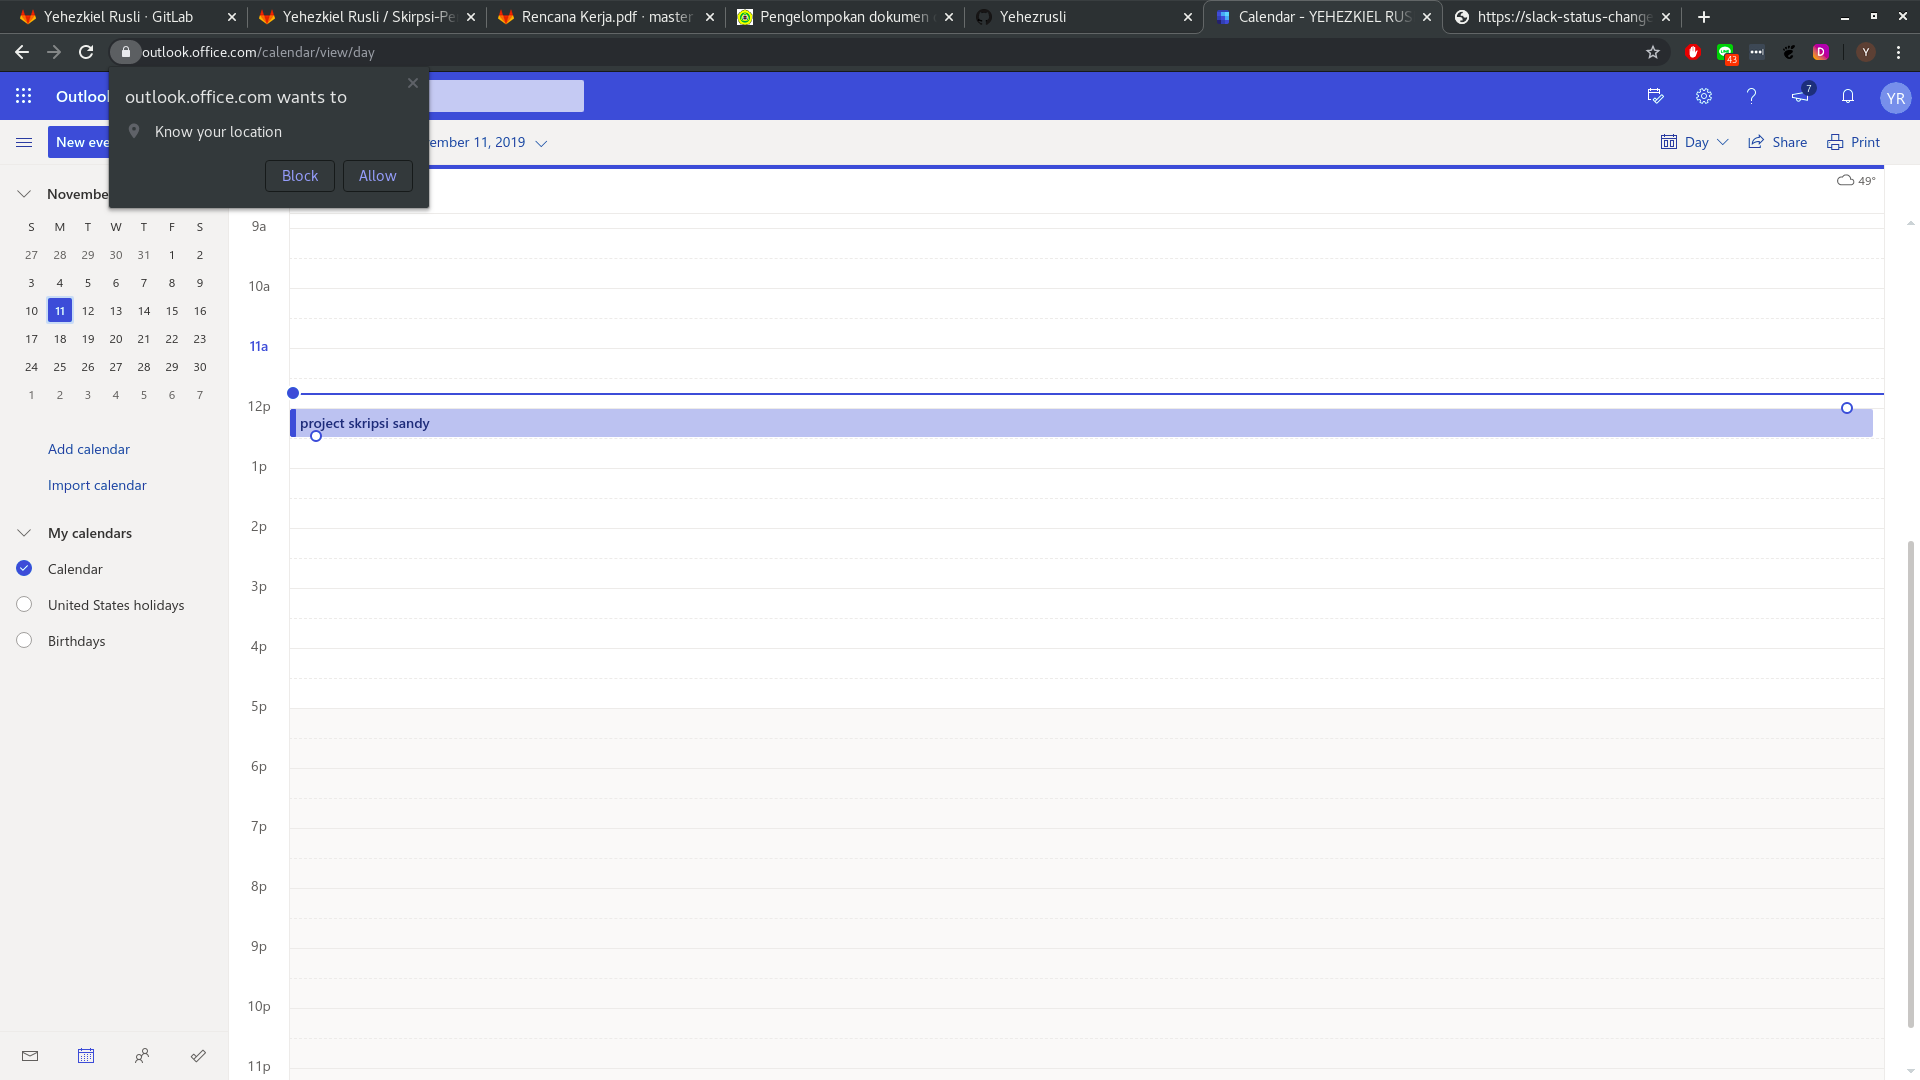 Yehezkiel Rusli · GitLab
Yehezkiel Rusli / Skirpsi-Pe
Rencana Kerja.pdf · master
Pengelompokan dokumen
Yehezrusli
Calendar - YEHEZKIEL RUS
https://slack-status-change
outlook.office.com/calendar/view/day
43
D
Y
outlook.office.com wants to
Know your location
Block
Allow
Outloo
7
YR
New eve
ember 11, 2019
Day
Share
Print
Novembe
49°
S M T W T F S
27 28 29 30 31 1 2
3 4 5 6 7 8 9
10 11 12 13 14 15 16
17 18 19 20 21 22 23
24 25 26 27 28 29 30
1 2 3 4 5 6 7
Add calendar
Import calendar
My calendars
Calendar
United States holidays
Birthdays
9a
10a
11a
12p
project skripsi sandy
1p
2p
3p
4p
5p
6p
7p
8p
9p
10p
11p